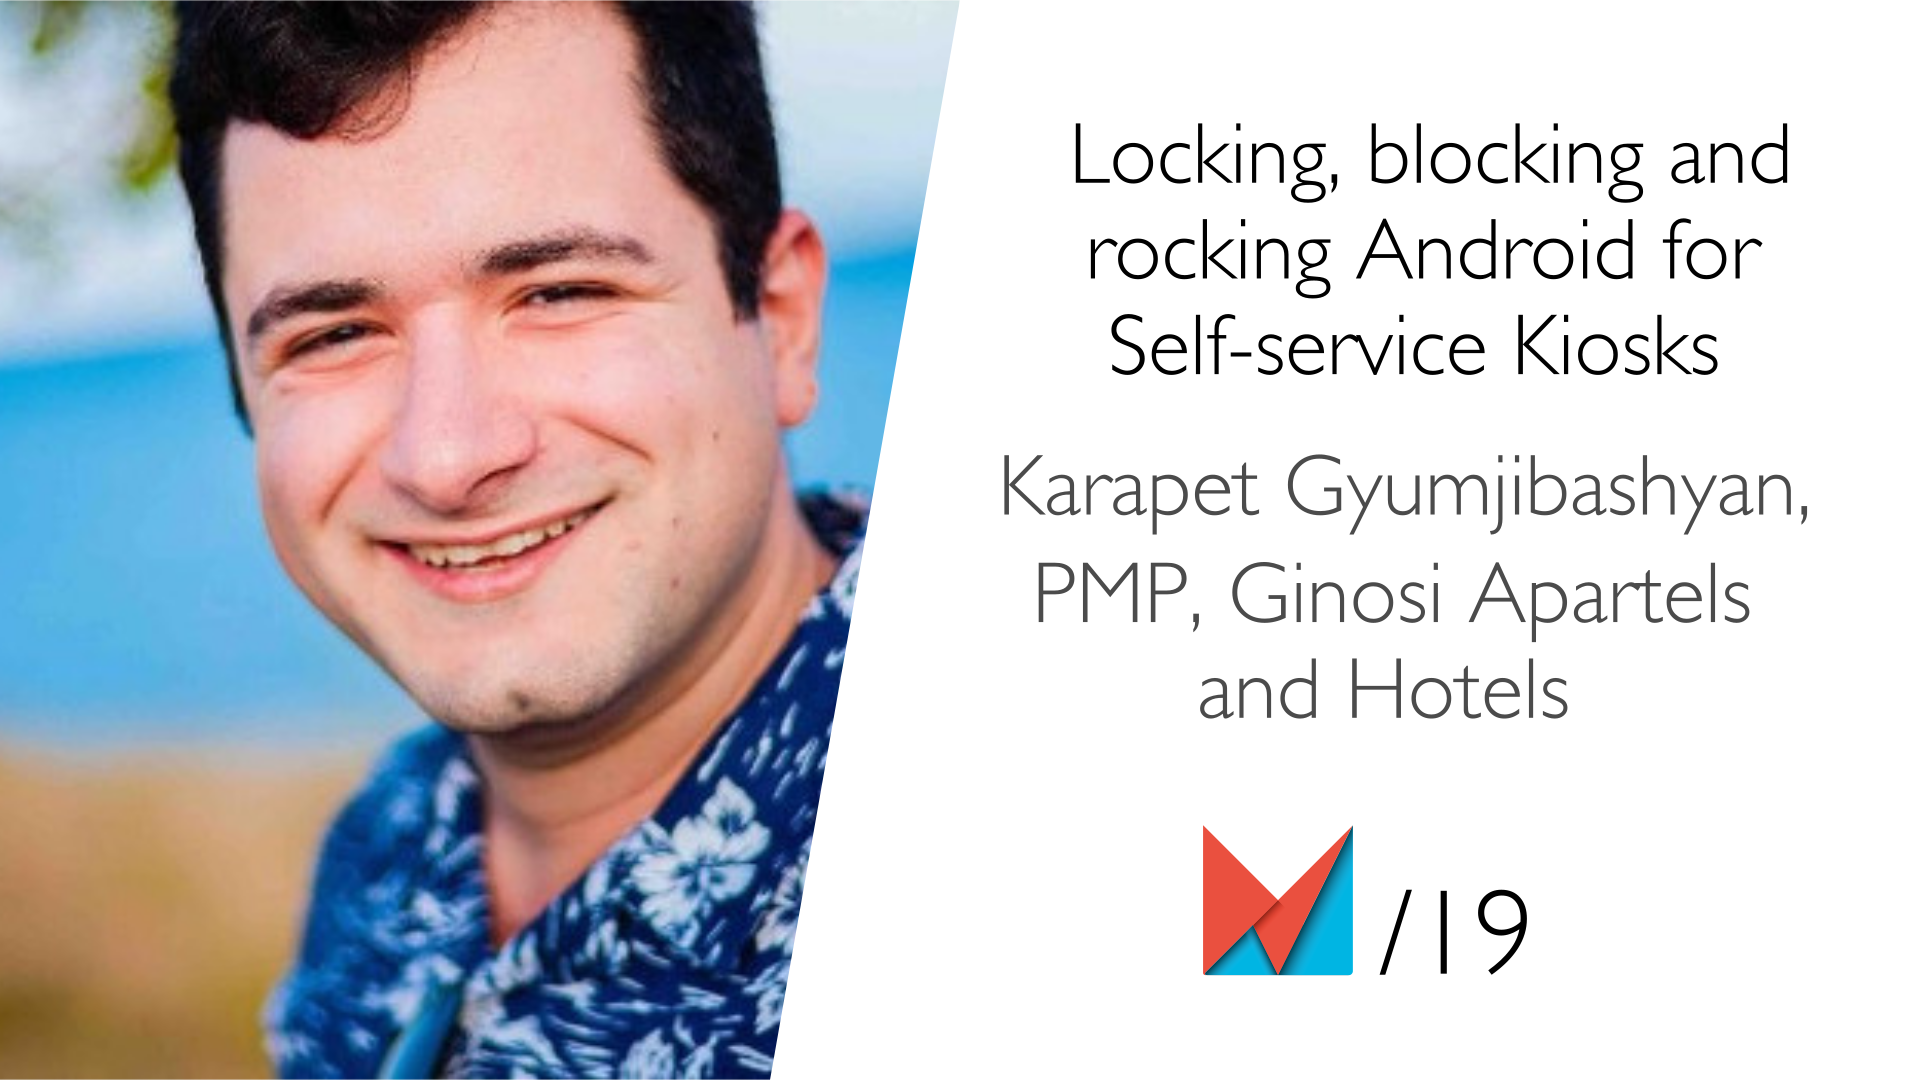 Locking, blocking and
rocking Android for
Self-service Kiosks
Karapet Gyumjibashyan,
PMP, Ginosi Apartels
and Hotels
/19